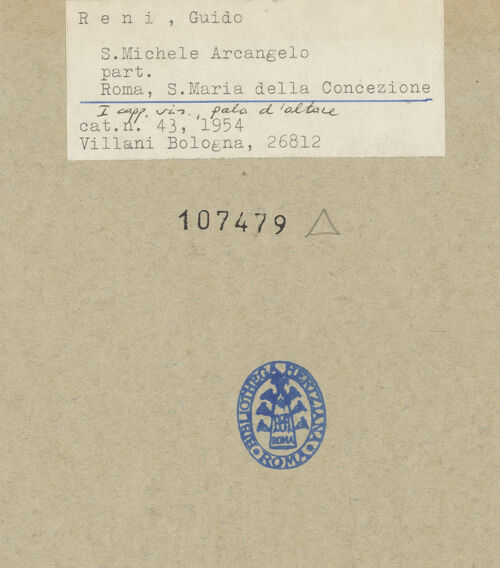 R e n i , Guido
S.Michele Arcangelo
part.
Roma, S.Maria della Concezione
I capp. sin., pala d'altare
cat.n. 43, 1954
Villani Bologna, 26812
107479
BIBLIOTHECA HERTZIANA
ROMA
ROMA